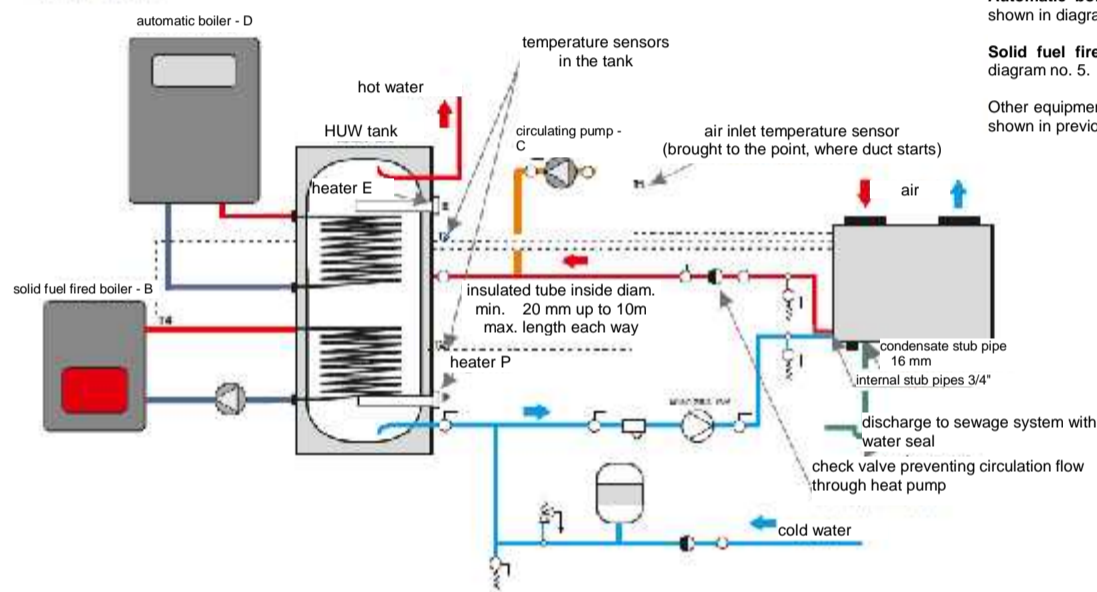 automatic boiler - D
shown in diagra
temperature sensors
in the tank
Solid fuel fire
diagram no. 5.
hot water
Other equipmen
shown in previo
HUW tank
circulating pump -
C
air inlet temperature sensor
(brought to the point, where duct starts)
air
heater E
solid fuel fired boiler - B
T4
insulated tube inside diam.
min. 20 mm up to 10m
max. length each way
heater P
condensate stub pipe
16 mm
internal stub pipes 3/4"
discharge to sewage system with
water seal
check valve preventing circulation flow
through heat pump
cold water